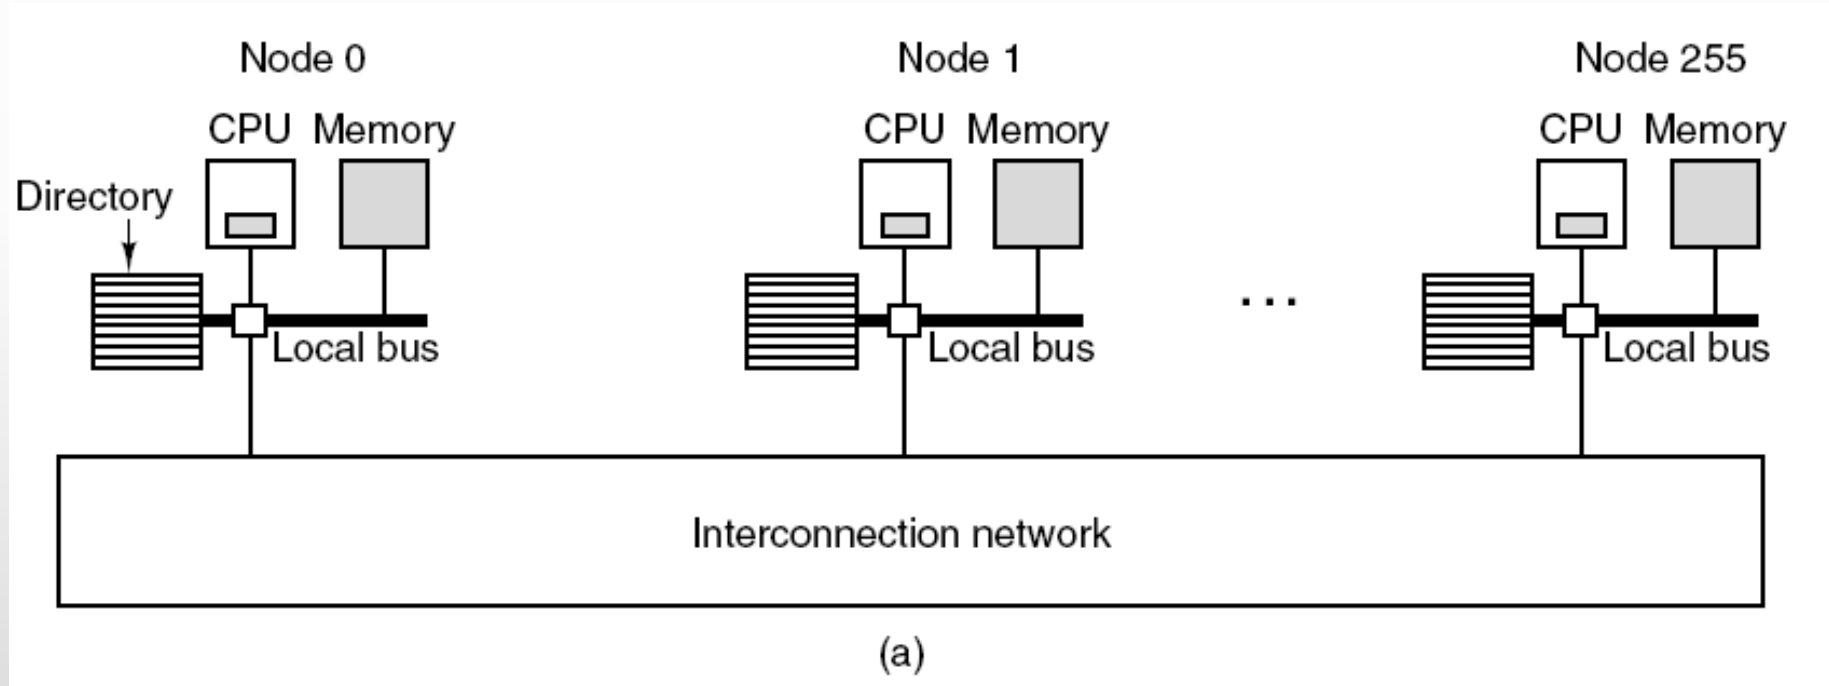 Node 0
Node 1
Node 255
CPU Memory
CPU Memory
CPU Memory
Directory
Local bus
Local bus
...
Local bus
Interconnection network
(a)